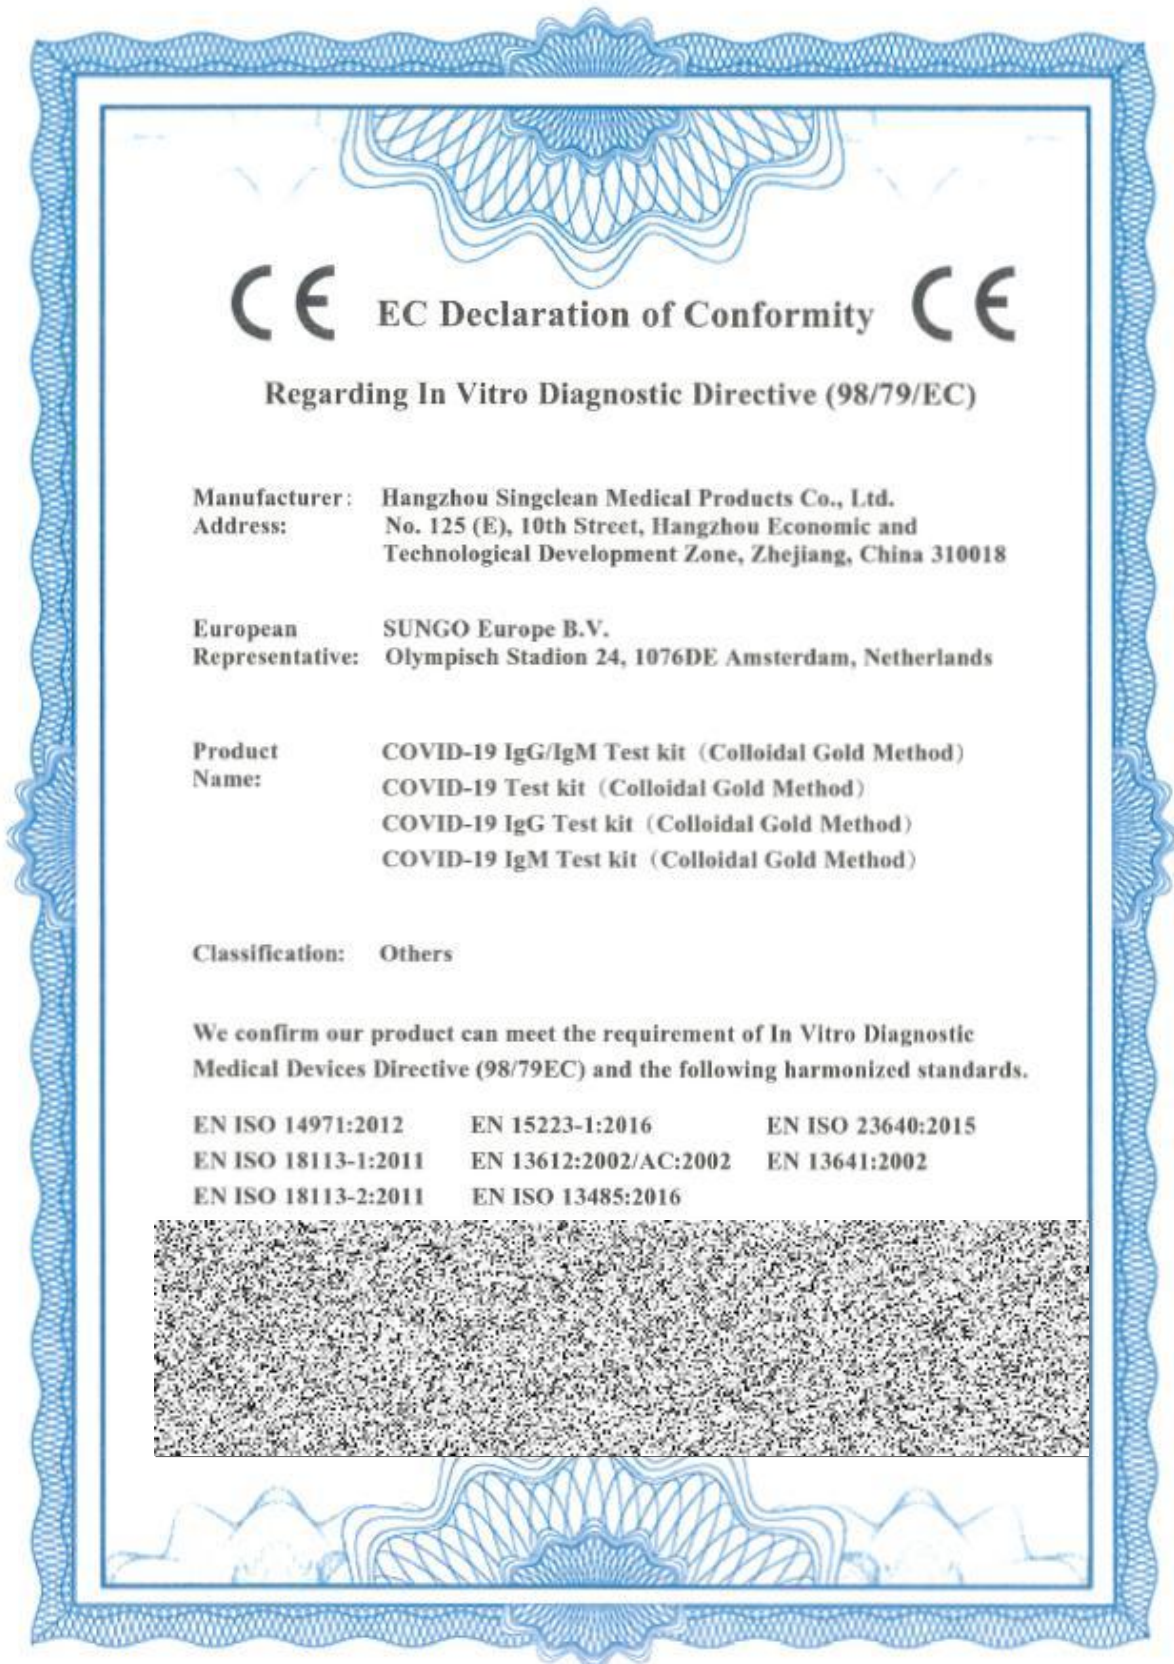 CE EC Declaration of Conformity CE
Regarding In Vitro Diagnostic Directive (98/79/EC)
Manufacturer: Hangzhou Singclean Medical Products Co., Ltd.
Address: No. 125 (E), 10th Street, Hangzhou Economic and
Technological Development Zone, Zhejiang, China 310018
European SUNGO Europe B.V.
Representative: Olympisch Stadion 24, 1076DE Amsterdam, Netherlands
Product COVID-19 IgG/IgM Test kit（Colloidal Gold Method）
Name:
COVID-19 Test kit（Colloidal Gold Method）
COVID-19 IgG Test kit（Colloidal Gold Method）
COVID-19 IgM Test kit（Colloidal Gold Method）
Classification: Others
We confirm our product can meet the requirement of In Vitro Diagnostic
Medical Devices Directive (98/79EC) and the following harmonized standards.
EN ISO 14971:2012 EN 15223-1:2016 EN ISO 23640:2015
EN ISO 18113-1:2011 EN 13612:2002/AC:2002 EN 13641:2002
EN ISO 18113-2:2011 EN ISO 13485:2016